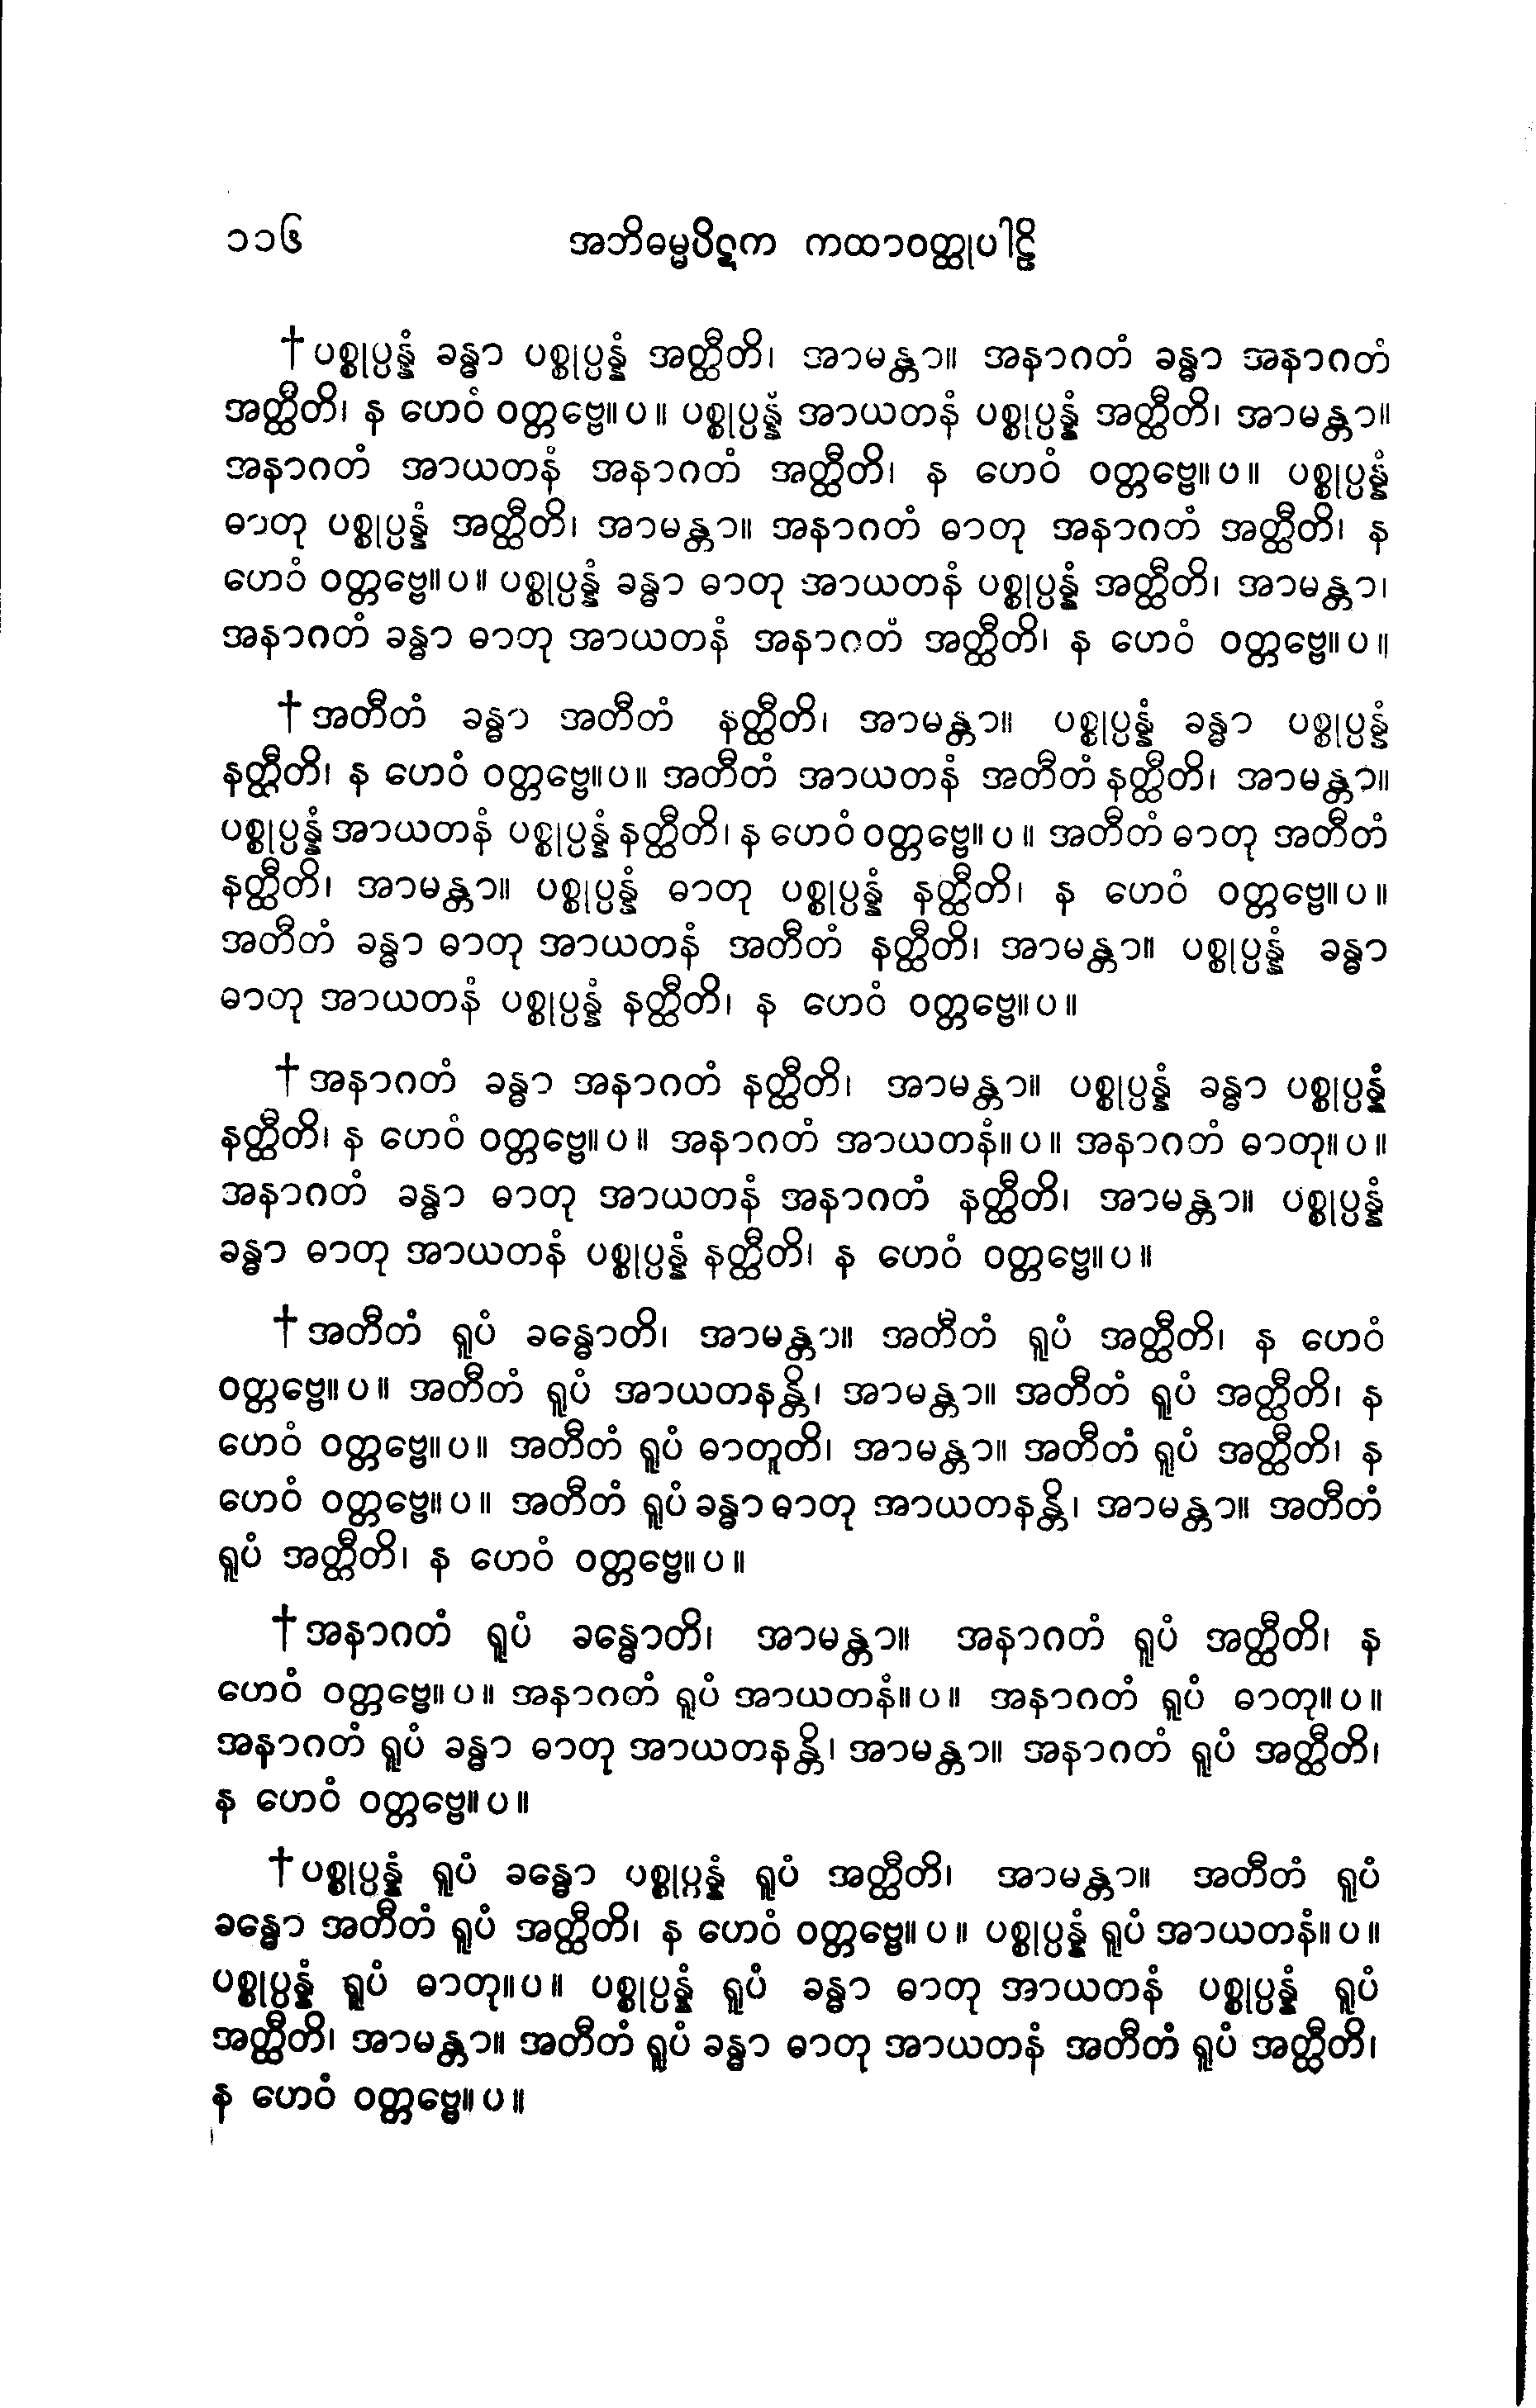 ၁၁၆ အဘိဓမ္မပိဋက ကထာဝတ္ထုပါဠိ
†ပစ္စုပ္ပန္နံ ခန္ဓာ ပစ္စုပ္ပန္နံ အတ္ထီတိ၊ အာမန္တာ။ အနာဂတံ ခန္ဓာ အနာဂတံ
အတ္ထီတိ၊ န ဟေဝံ ဝတ္တဗ္ဗေ။ပ။ ပစ္စုပ္ပန္နံ အာယတနံ ပစ္စုပ္ပန္နံ အတ္ထီတိ၊ အာမန္တာ။
အနာဂတံ အာယတနံ အနာဂတံ အတ္ထီတိ၊ န ဟေဝံ ဝတ္တဗ္ဗေ။ပ။ ပစ္စုပ္ပန္နံ
ဓာတု ပစ္စုပ္ပန္နံ အတ္ထီတိ၊ အာမန္တာ။ အနာဂတံ ဓာတု အနာဂတံ အတ္ထီတိ၊ န
ဟေဝံ ဝတ္တဗ္ဗေ။ပ။ ပစ္စုပ္ပန္နံ ခန္ဓာ ဓာတု အာယတနံ ပစ္စုပ္ပန္နံ အတ္ထီတိ၊ အာမန္တာ၊
အနာဂတံ ခန္ဓာ ဓာတု အာယတနံ အနာဂတံ အတ္ထီတိ၊ န ဟေဝံ ဝတ္တဗ္ဗေ။ပ။
†အတီတံ ခန္ဓာ အတီတံ နတ္ထီတိ၊ အာမန္တာ။ ပစ္စုပ္ပန္နံ ခန္ဓာ ပစ္စုပ္ပန္နံ
နတ္ထီတိ၊ န ဟေဝံ ဝတ္တဗ္ဗေ။ပ။ အတီတံ အာယတနံ အတီတံ နတ္ထီတိ၊ အာမန္တာ။
ပစ္စုပ္ပန္နံ အာယတနံ ပစ္စုပ္ပန္နံ နတ္ထီတိ၊ န ဟေဝံ ဝတ္တဗ္ဗေ။ပ။ အတီတံ ဓာတု အတီတံ
နတ္ထီတိ၊ အာမန္တာ။ ပစ္စုပ္ပန္နံ ဓာတု ပစ္စုပ္ပန္နံ နတ္ထီတိ၊ န ဟေဝံ ဝတ္တဗ္ဗေ။ပ။
အတီတံ ခန္ဓာ ဓာတု အာယတနံ အတီတံ နတ္ထီတိ၊ အာမန္တာ။ ပစ္စုပ္ပန္နံ ခန္ဓာ
ဓာတု အာယတနံ ပစ္စုပ္ပန္နံ နတ္ထီတိ၊ န ဟေဝံ ဝတ္တဗ္ဗေ။ပ။
†အနာဂတံ ခန္ဓာ အနာဂတံ နတ္ထီတိ၊ အာမန္တာ။ ပစ္စုပ္ပန္နံ ခန္ဓာ ပစ္စုပ္ပန္နံ
နတ္ထီတိ၊ န ဟေဝံ ဝတ္တဗ္ဗေ။ပ။ အနာဂတံ အာယတနံ။ပ။ အနာဂတံ ဓာတု။ပ။
အနာဂတံ ခန္ဓာ ဓာတု အာယတနံ အနာဂတံ နတ္ထီတိ၊ အာမန္တာ။ ပစ္စုပ္ပန္နံ
ခန္ဓာ ဓာတု အာယတနံ ပစ္စုပ္ပန္နံ နတ္ထီတိ၊ န ဟေဝံ ဝတ္တဗ္ဗေ။ပ။
†အတီတံ ရူပံ ခန္ဓောတိ၊ အာမန္တာ။ အတီတံ ရူပံ အတ္ထီတိ၊ န ဟေဝံ
ဝတ္တဗ္ဗေ။ပ။ အတီတံ ရူပံ အာယတနန္တိ၊ အာမန္တာ။ အတီတံ ရူပံ အတ္ထီတိ၊ န
ဟေဝံ ဝတ္တဗ္ဗေ။ပ။ အတီတံ ရူပံ ဓာတူတိ၊ အာမန္တာ။ အတီတံ ရူပံ အတ္ထီတိ၊ န
ဟေဝံ ဝတ္တဗ္ဗေ။ပ။ အတီတံ ရူပံ ခန္ဓာ ဓာတု အာယတနန္တိ၊ အာမန္တာ။ အတီတံ
ရူပံ အတ္ထီတိ၊ န ဟေဝံ ဝတ္တဗ္ဗေ။ပ။
†အနာဂတံ ရူပံ ခန္ဓောတိ၊ အာမန္တာ။ အနာဂတံ ရူပံ အတ္ထီတိ၊ န
ဟေဝံ ဝတ္တဗ္ဗေ။ပ။ အနာဂတံ ရူပံ အာယတနံ။ပ။ အနာဂတံ ရူပံ ဓာတု။ပ။
အနာဂတံ ရူပံ ခန္ဓာ ဓာတု အာယတနန္တိ၊ အာမန္တာ။ အနာဂတံ ရူပံ အတ္ထီတိ၊
န ဟေဝံ ဝတ္တဗ္ဗေ။ပ။
†ပစ္စုပ္ပန္နံ ရူပံ ခန္ဓော ပစ္စုပ္ပန္နံ ရူပံ အတ္ထီတိ၊ အာမန္တာ။ အတီတံ ရူပံ
ခန္ဓော အတီတံ ရူပံ အတ္ထီတိ၊ န ဟေဝံ ဝတ္တဗ္ဗေ။ပ။ ပစ္စုပ္ပန္နံ ရူပံ အာယတနံ။ပ။
ပစ္စုပ္ပန္နံ ရူပံ ဓာတု။ပ။ ပစ္စုပ္ပန္နံ ရူပံ ခန္ဓာ ဓာတု အာယတနံ ပစ္စုပ္ပန္နံ ရူပံ
အတ္ထီတိ၊ အာမန္တာ။ အတီတံ ရူပံ ခန္ဓာ ဓာတု အာယတနံ အတီတံ ရူပံ အတ္ထီတိ၊
န ဟေဝံ ဝတ္တဗ္ဗေ။ပ။